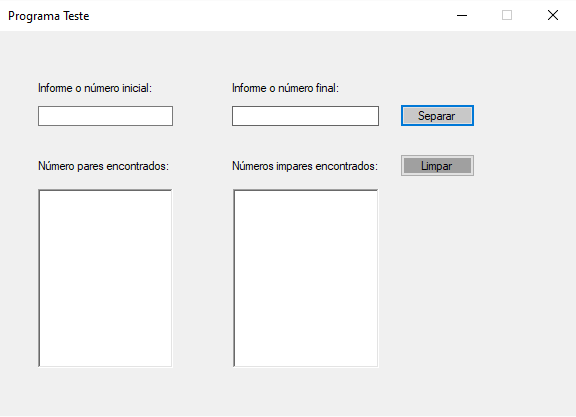 Programa Teste
Informe o número inicial:
Informe o número final:
Separar
Número pares encontrados:
Números impares encontrados:
Limpar